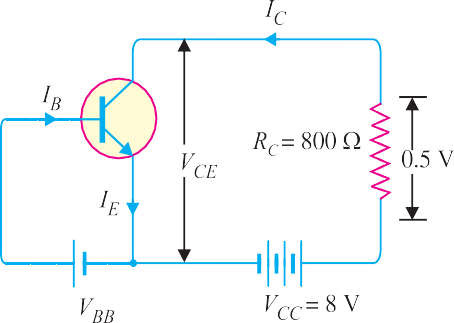 I_C
I_B
R_C = 800 Ω
0.5 V
V_CE
I_E
V_BB
V_CC = 8 V